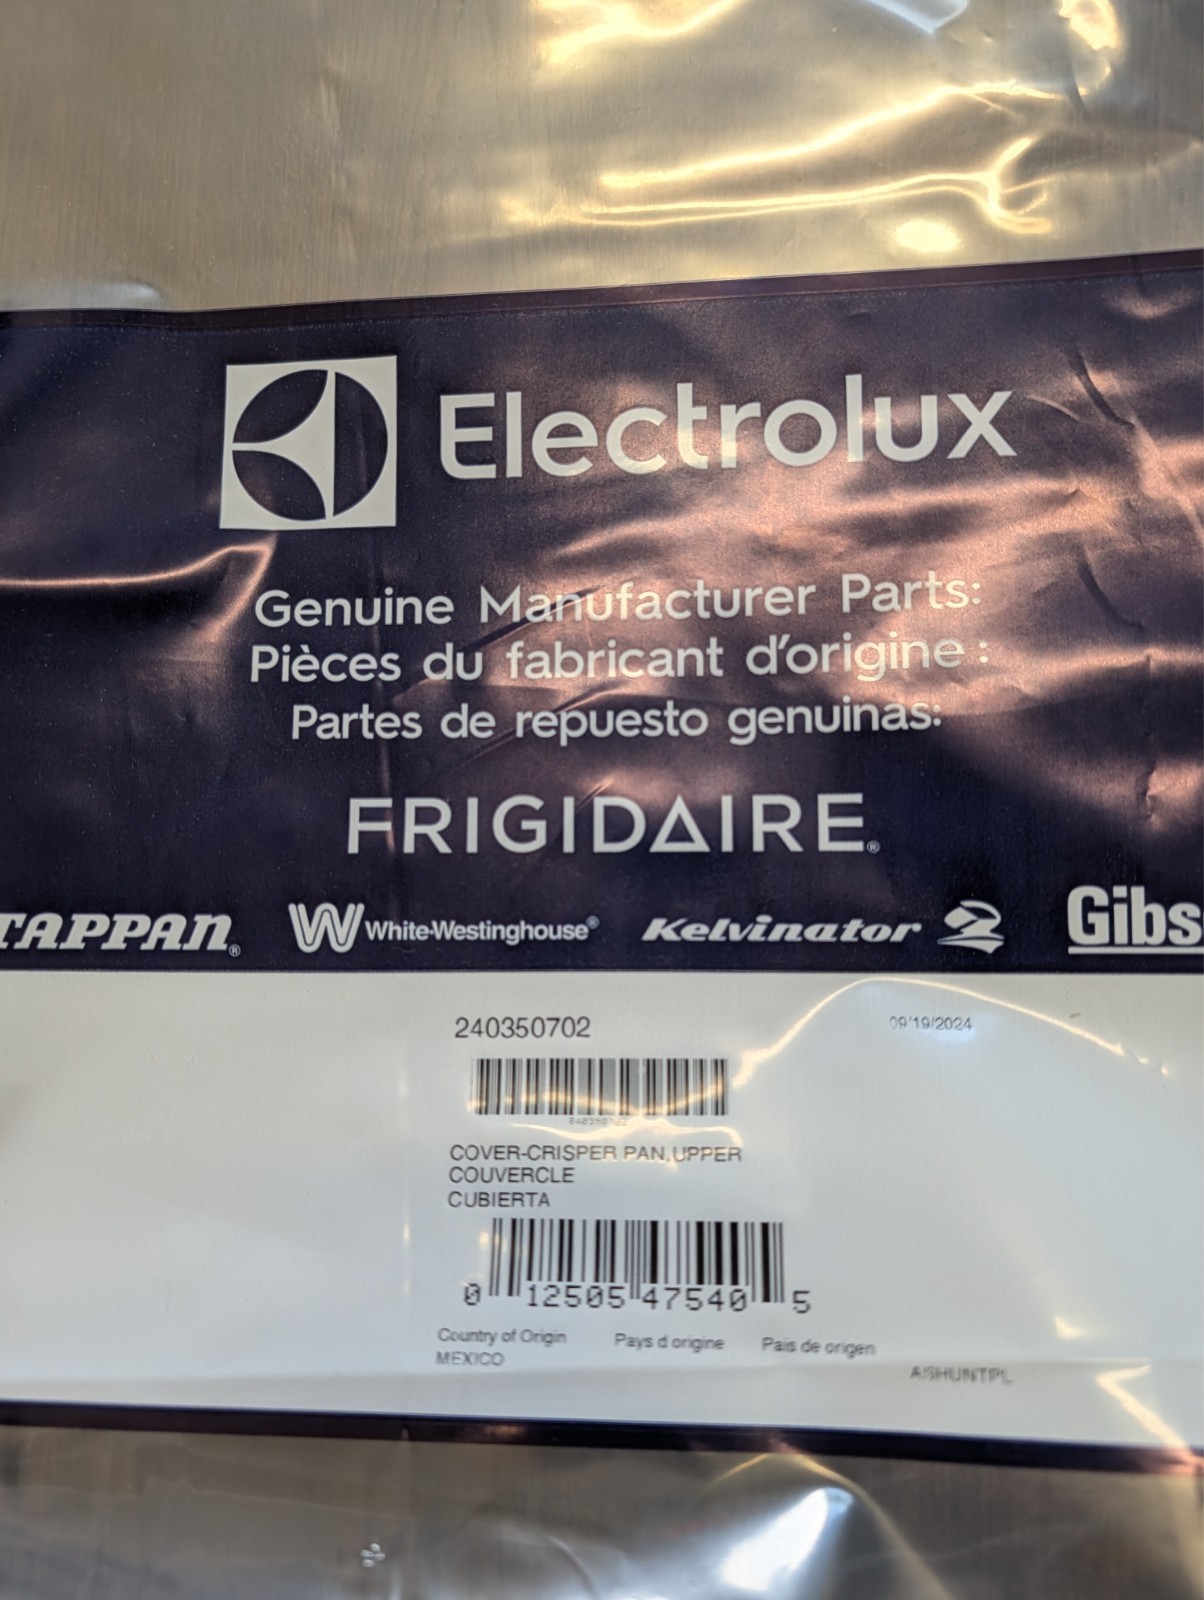 Electrolux
Genuine Manufacturer Parts:
Pièces du fabricant d'origine :
Partes de repuesto genuinas:
FRIGIDAIRE®
TAPPAN®
White-Westinghouse®
Kelvinator
Gibs
240350702
09/19/2024
COVER-CRISPER PAN,UPPER
COUVERCLE
CUBIERTA
0 12505 47540 5
Country of Origin Pays d origine Pais de origen
MEXICO